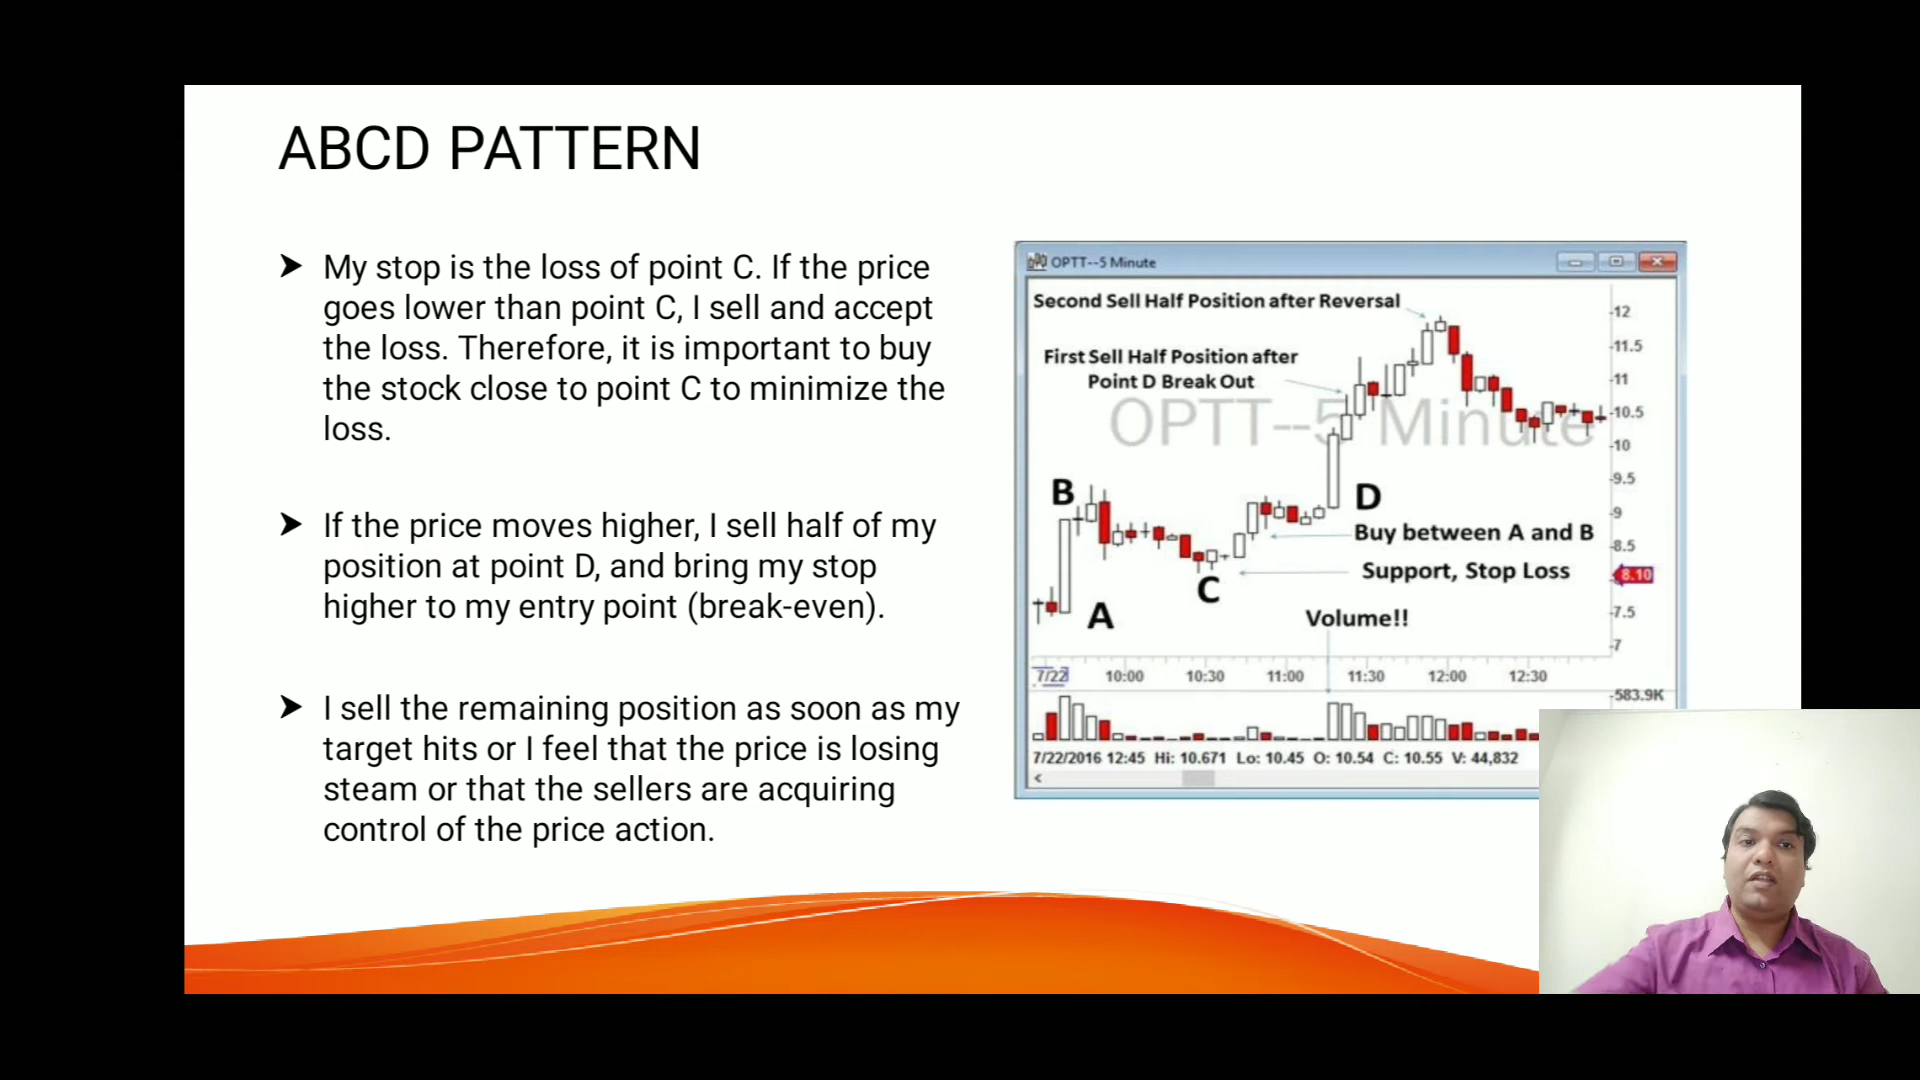 ABCD PATTERN
My stop is the loss of point C. If the price
goes lower than point C, I sell and accept
the loss. Therefore, it is important to buy
the stock close to point C to minimize the
loss.
If the price moves higher, I sell half of my
position at point D, and bring my stop
higher to my entry point (break-even).
I sell the remaining position as soon as my
target hits or I feel that the price is losing
steam or that the sellers are acquiring
control of the price action.
OPTT--5 Minute
Second Sell Half Position after Reversal
First Sell Half Position after
Point D Break Out
OPTT--5 Minute
B
D
Buy between A and B
Support, Stop Loss
C
A
Volume!!
12
11.5
11
10.5
10
9.5
9
8.5
8.10
7.5
7
7/22 10:00 10:30 11:00 11:30 12:00 12:30
583.9K
7/22/2016 12:45 Hi: 10.671 Lo: 10.45 O: 10.54 C: 10.55 V: 44,832